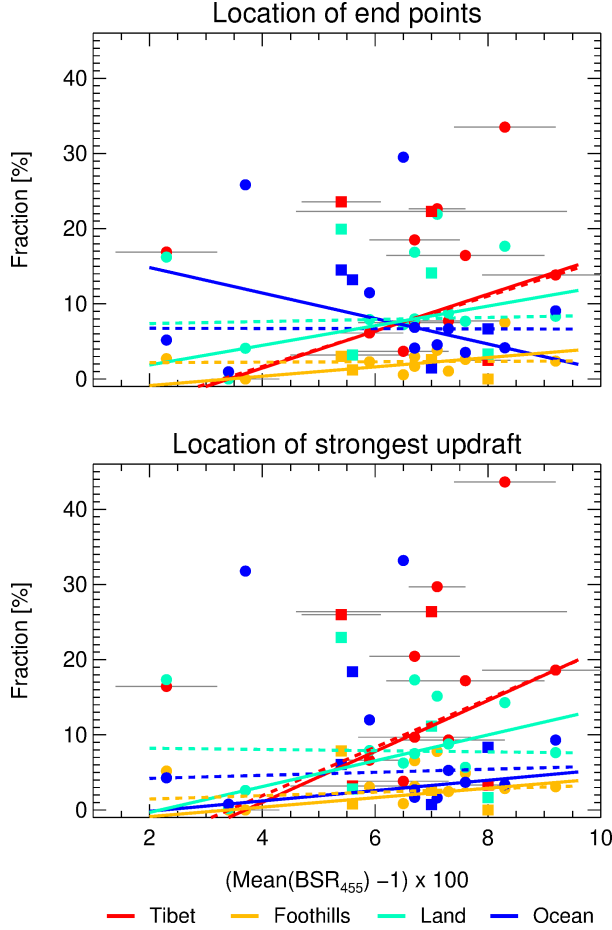 Location of end points
40
30
20
10
0
Fraction [%]
Location of strongest updraft
40
30
20
10
0
Fraction [%]
2 4 6 8 10
(Mean(BSR455) −1) x 100
Tibet Foothills Land Ocean